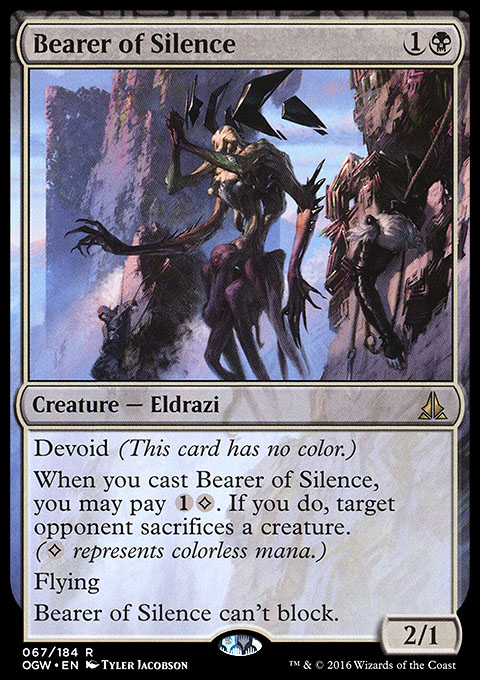 Bearer of Silence 1
Creature — Eldrazi
Devoid (This card has no color.)
When you cast Bearer of Silence,
you may pay 1◇. If you do, target
opponent sacrifices a creature.
(◇ represents colorless mana.)
Flying
Bearer of Silence can't block.
2/1
067/184 R
OGW • EN Tyler Jacobson
™ & © 2016 Wizards of the Coast